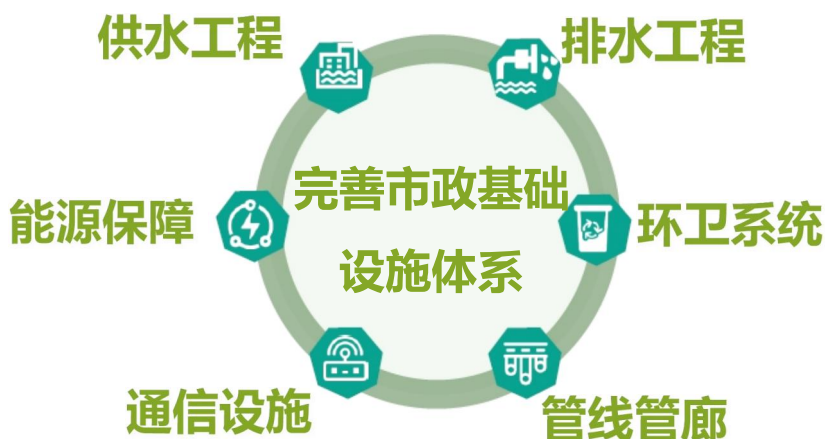 供水工程
排水工程
完善市政基础
设施体系
能源保障
环卫系统
通信设施
管线管廊